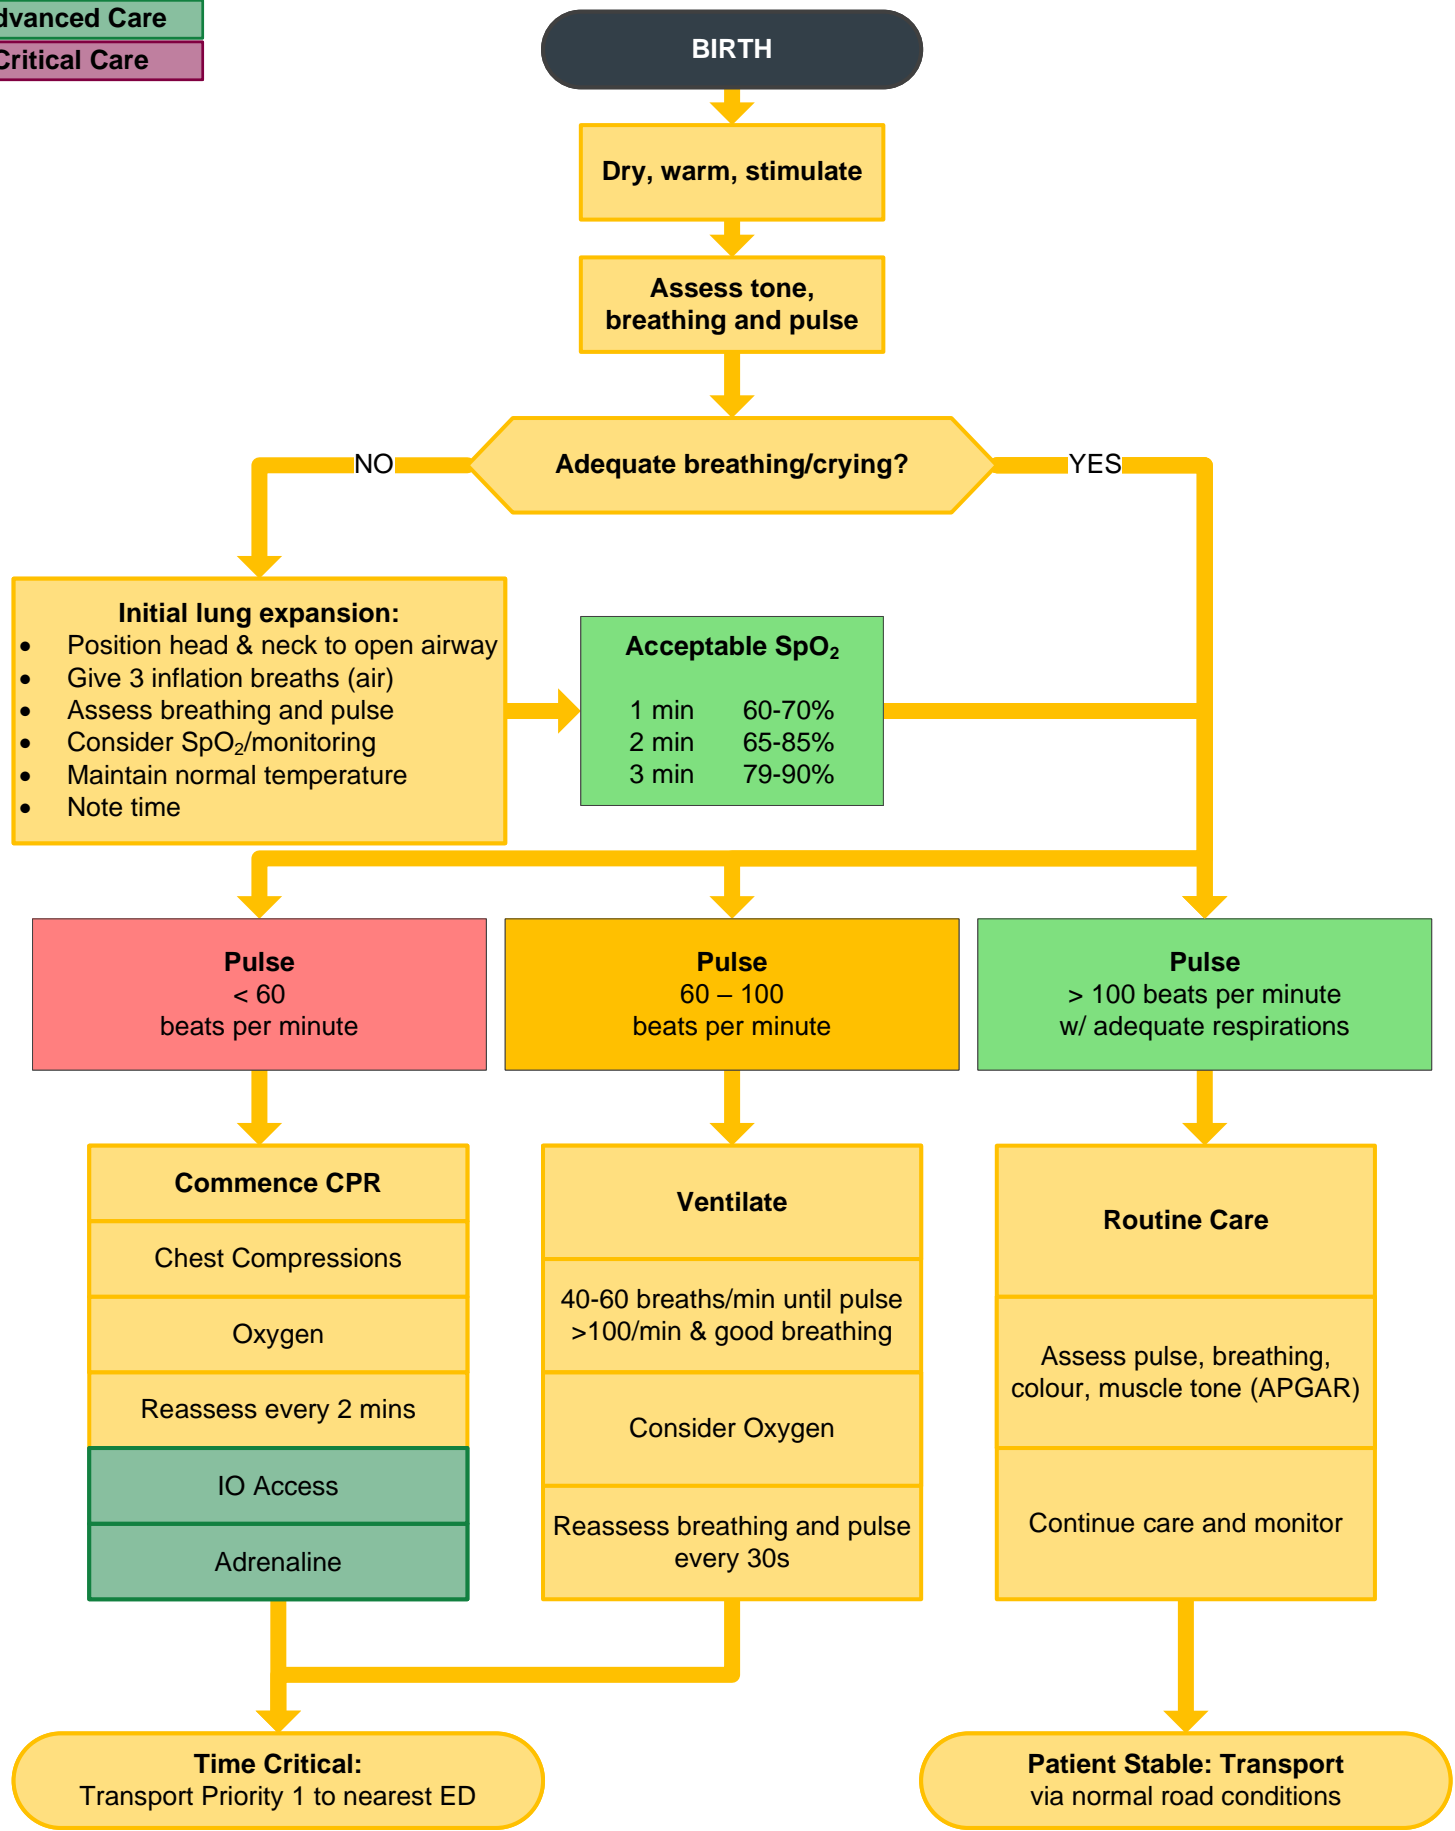 dvanced Care
Critical Care
BIRTH
Dry, warm, stimulate
Assess tone,
breathing and pulse
Adequate breathing/crying?
NO
YES
Initial lung expansion:
• Position head & neck to open airway
• Give 3 inflation breaths (air)
• Assess breathing and pulse
• Consider SpO₂/monitoring
• Maintain normal temperature
• Note time
Acceptable SpO₂
1 min 60-70%
2 min 65-85%
3 min 79-90%
Pulse
< 60
beats per minute
Pulse
60 – 100
beats per minute
Pulse
> 100 beats per minute
w/ adequate respirations
Commence CPR
Chest Compressions
Oxygen
Reassess every 2 mins
IO Access
Adrenaline
Ventilate
40-60 breaths/min until pulse
>100/min & good breathing
Consider Oxygen
Reassess breathing and pulse
every 30s
Routine Care
Assess pulse, breathing,
colour, muscle tone (APGAR)
Continue care and monitor
Time Critical:
Transport Priority 1 to nearest ED
Patient Stable: Transport
via normal road conditions